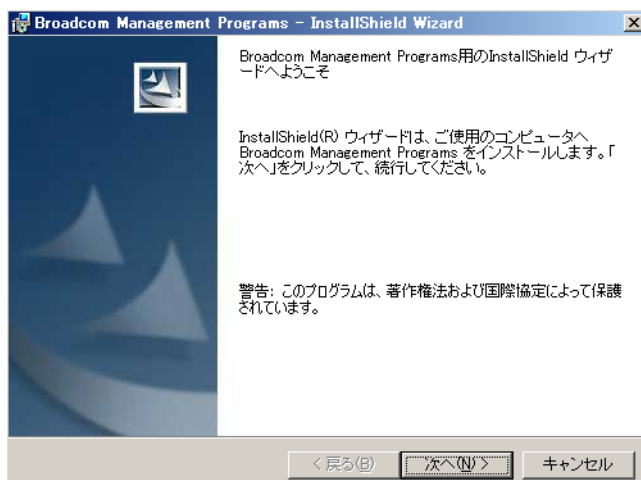 Broadcom Management Programs - InstallShield Wizard
Broadcom Management Programs用のInstallShield ウィザ
ードへようこそ
InstallShield(R) ウィザードは、ご使用のコンピュータへ
Broadcom Management Programs をインストールします。「
次へ」をクリックして、続行してください。
警告: このプログラムは、著作権法および国際協定によって保護
されています。
< 戻る(B)
次へ(N) >
キャンセル